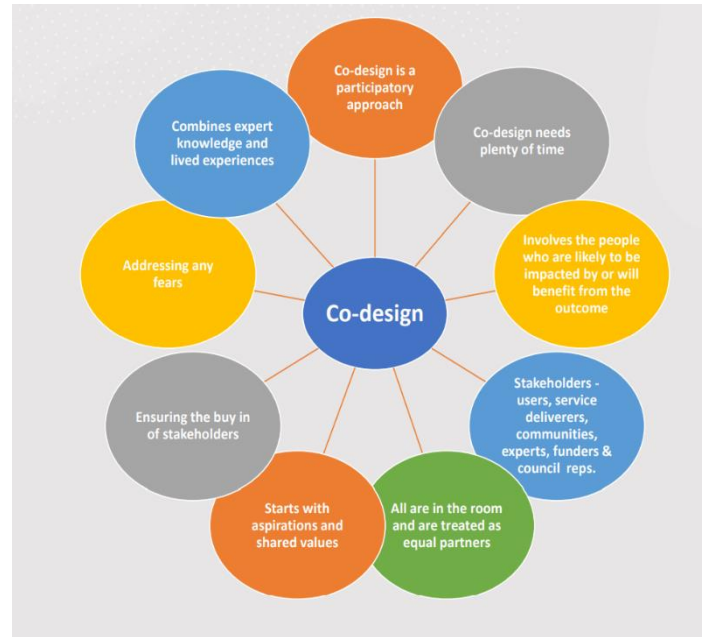 Co-design is a
participatory
approach
Co-design needs
plenty of time
Involves the people
who are likely to be
impacted by or will
benefit from the
outcome
Stakeholders -
users, service
deliverers,
communities,
experts, funders &
council reps.
All are in the room
and are treated as
equal partners
Starts with
aspirations and
shared values
Ensuring the buy in
of stakeholders
Addressing any
fears
Combines expert
knowledge and
lived experiences
Co-design